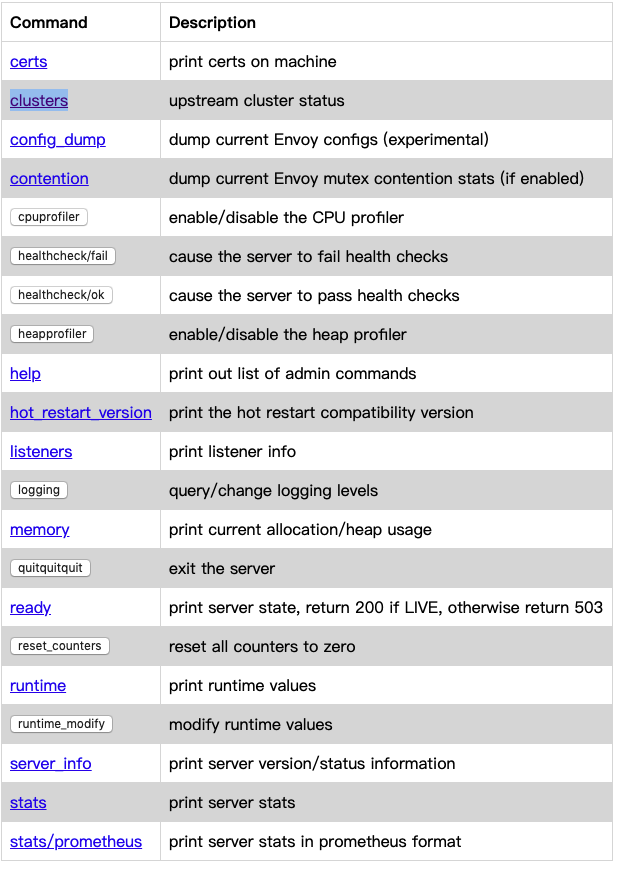 Command Description
certs print certs on machine
clusters upstream cluster status
config_dump dump current Envoy configs (experimental)
contention dump current Envoy mutex contention stats (if enabled)
cpuprofiler enable/disable the CPU profiler
healthcheck/fail cause the server to fail health checks
healthcheck/ok cause the server to pass health checks
heapprofiler enable/disable the heap profiler
help print out list of admin commands
hot_restart_version print the hot restart compatibility version
listeners print listener info
logging query/change logging levels
memory print current allocation/heap usage
quitquitquit exit the server
ready print server state, return 200 if LIVE, otherwise return 503
reset_counters reset all counters to zero
runtime print runtime values
runtime_modify modify runtime values
server_info print server version/status information
stats print server stats
stats/prometheus print server stats in prometheus format